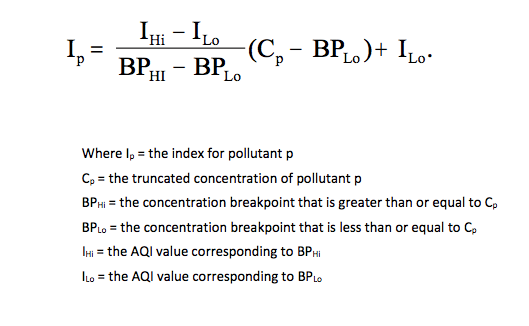 I_p = \frac{I_{Hi} − I_{Lo}}{BP_{HI} − BP_{Lo}} (C_p − BP_{Lo}) + I_{Lo}.
Where I_p = the index for pollutant p
C_p = the truncated concentration of pollutant p
BP_{Hi} = the concentration breakpoint that is greater than or equal to C_p
BP_{Lo} = the concentration breakpoint that is less than or equal to C_p
I_{Hi} = the AQI value corresponding to BP_{Hi}
I_{Lo} = the AQI value corresponding to BP_{Lo}